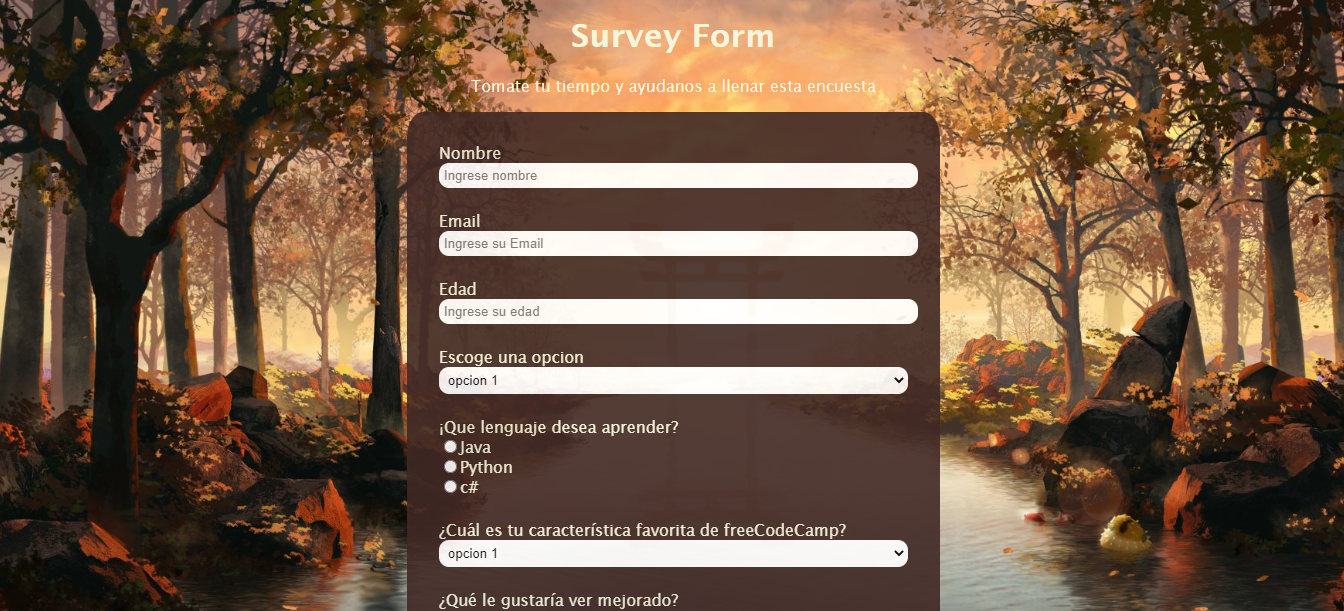 Survey Form
Tomate tu tiempo y ayudanos a llenar esta encuesta
Nombre
Ingrese nombre
Email
Ingrese su Email
Edad
Ingrese su edad
Escoge una opcion
opcion 1
¡Que lenguaje desea aprender?
Java
Python
c#
¿Cuál es tu característica favorita de freeCodeCamp?
opcion 1
¿Qué le gustaría ver mejorado?